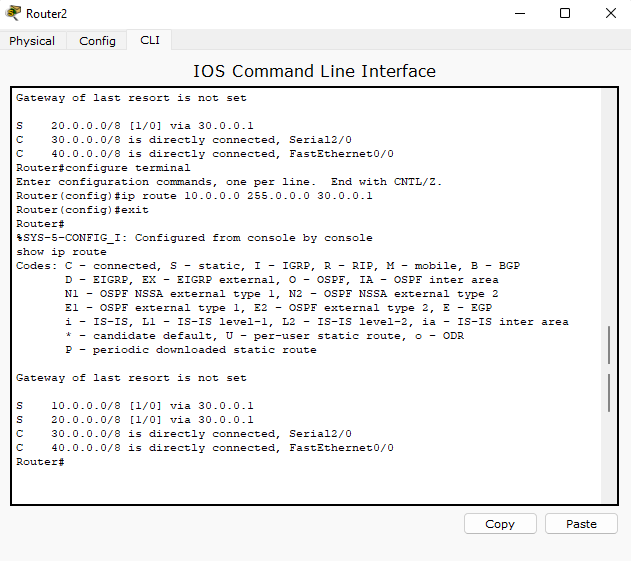 Router2
Physical Config CLI
IOS Command Line Interface
Gateway of last resort is not set
S 20.0.0.0/8 [1/0] via 30.0.0.1
C 30.0.0.0/8 is directly connected, Serial2/0
C 40.0.0.0/8 is directly connected, FastEthernet0/0
Router#configure terminal
Enter configuration commands, one per line. End with CNTL/Z.
Router(config)#ip route 10.0.0.0 255.0.0.0 30.0.0.1
Router(config)#exit
Router#
%SYS-5-CONFIG_I: Configured from console by console
show ip route
Codes: C - connected, S - static, I - IGRP, R - RIP, M - mobile, B - BGP
D - EIGRP, EX - EIGRP external, O - OSPF, IA - OSPF inter area
N1 - OSPF NSSA external type 1, N2 - OSPF NSSA external type 2
E1 - OSPF external type 1, E2 - OSPF external type 2, E - EGP
i - IS-IS, L1 - IS-IS level-1, L2 - IS-IS level-2, ia - IS-IS inter area
* - candidate default, U - per-user static route, o - ODR
P - periodic downloaded static route
Gateway of last resort is not set
S 10.0.0.0/8 [1/0] via 30.0.0.1
S 20.0.0.0/8 [1/0] via 30.0.0.1
C 30.0.0.0/8 is directly connected, Serial2/0
C 40.0.0.0/8 is directly connected, FastEthernet0/0
Router#
Copy Paste